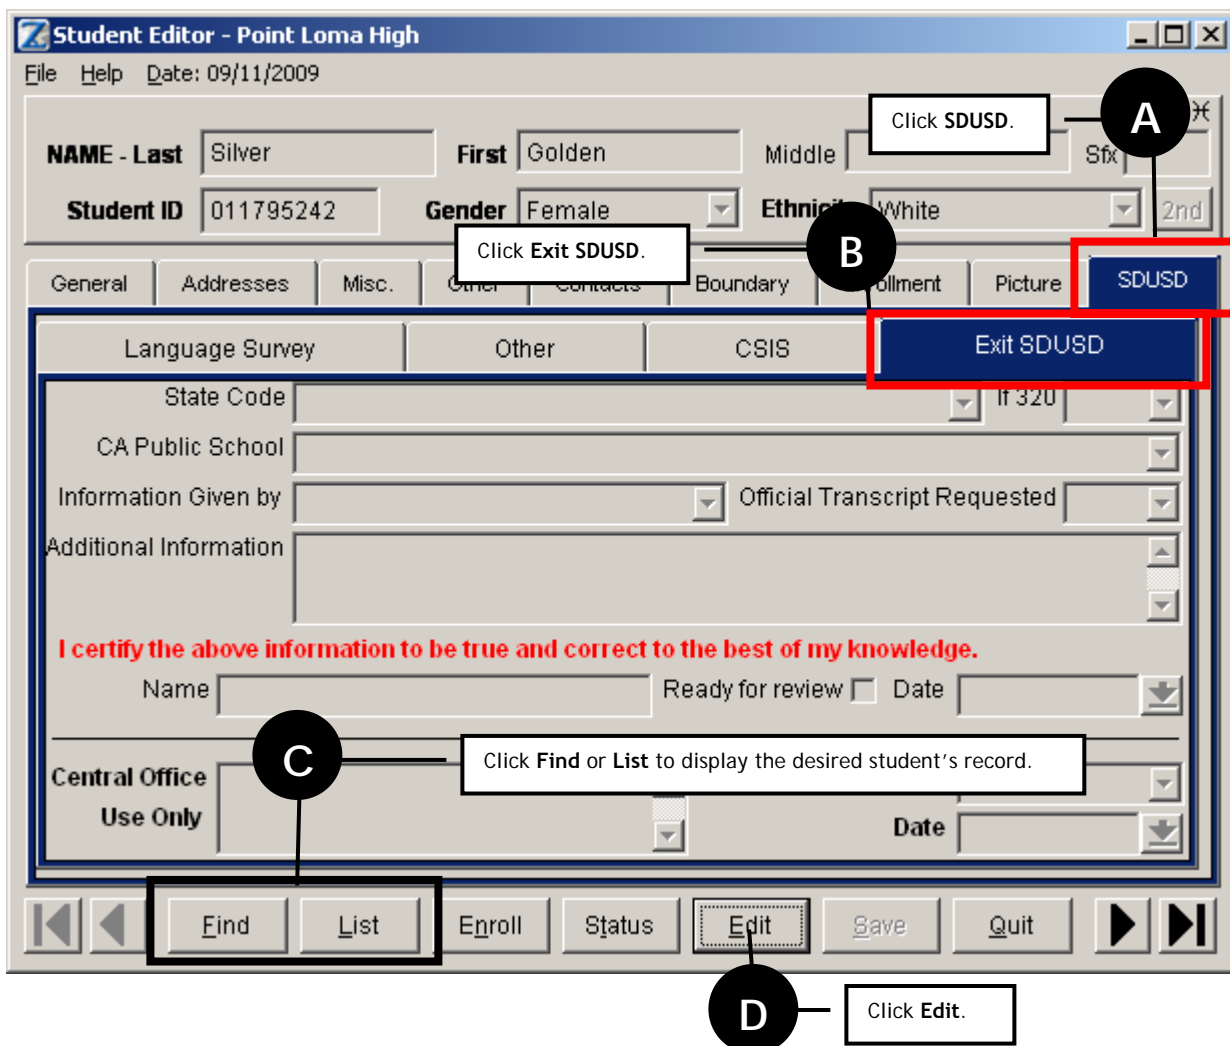 Student Editor - Point Loma High
File Help Date: 09/11/2009
Click SDUSD.
A
NAME - Last Silver First Golden Middle Sfx
Student ID 011795242 Gender Female Ethnicit White 2nd
Click Exit SDUSD.
B
General Addresses Misc. Other Contacts Boundary ollment Picture SDUSD
Language Survey Other CSIS Exit SDUSD
State Code If 320
CA Public School
Information Given by Official Transcript Requested
Additional Information
I certify the above information to be true and correct to the best of my knowledge.
Name Ready for review Date
C
Click Find or List to display the desired student's record.
Central Office
Use Only
Date
Find List Enroll Status Edit Save Quit
D
Click Edit.